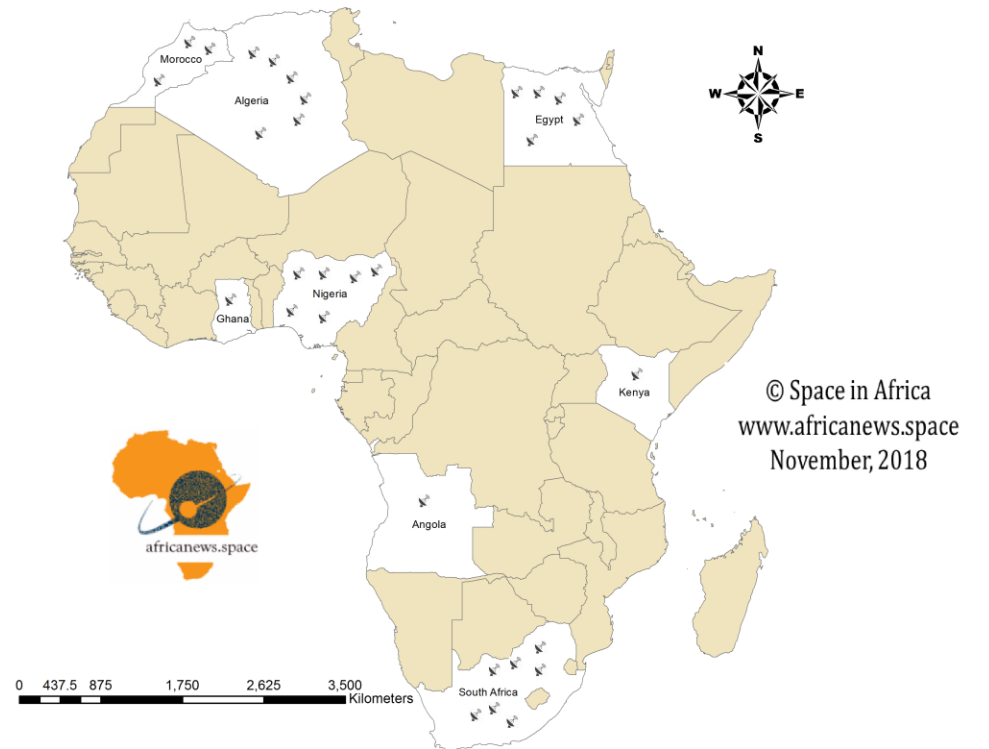 Morocco
Algeria
Egypt
N
W E
S
Nigeria
Ghana
Kenya
© Space in Africa
www.africanews.space
November, 2018
Angola
africanews.space
South Africa
0 437.5 875 1,750 2,625 3,500
Kilometers